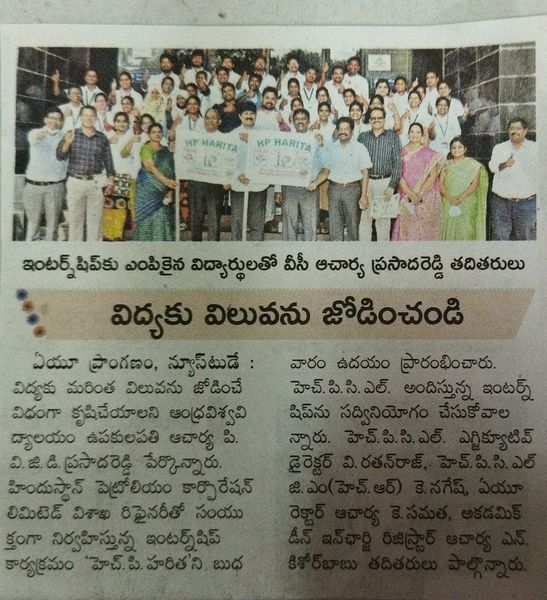 HP HARITA
HP HARITA
ఇంటర్న్‌షిప్‌కు ఎంపికైన విద్యార్థులతో వీసీ ఆచార్య ప్రసాదరెడ్డి తదితరులు
విద్యకు విలువను జోడించండి
ఏయూ ప్రాంగణం, న్యూస్‌టుడే :
విద్యకు మరింత విలువను జోడించే
విధంగా కృషిచేయాలని ఆంధ్రవిశ్వవి
ద్యాలయం ఉపకులపతి ఆచార్య పి.
వి.జి.డి.ప్రసాదరెడ్డి పేర్కొన్నారు.
హిందుస్థాన్ పెట్రోలియం కార్పొరేషన్
లిమిటెడ్ విశాఖ రిఫైనరీతో సంయు
క్తంగా నిర్వహిస్తున్న ఇంటర్న్‌షిప్
కార్యక్రమం 'హెచ్.పి.హరిత'ని బుధ
వారం ఉదయం ప్రారంభించారు.
హెచ్.పి.సి.ఎల్. అందిస్తున్న ఇంటర్న్
షిప్‌ను సద్వినియోగం చేసుకోవాల
న్నారు. హెచ్.పి.సి.ఎల్. ఎగ్జిక్యూటివ్
డైరెక్టర్ వి.రతన్‌రాజ్, హెచ్.పి.సి.ఎల్
జి.ఎం(హెచ్.ఆర్) కె.నగేష్, ఏయూ
రెక్టార్ ఆచార్య కె.సమత, అకడమిక్
డీన్ ఇన్‌ఛార్జి రిజిస్ట్రార్ ఆచార్య ఎన్.
కిశోర్‌బాబు తదితరులు పాల్గొన్నారు.